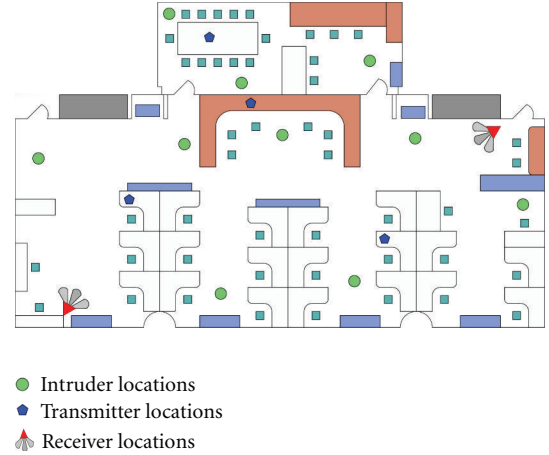 Intruder locations
Transmitter locations
Receiver locations